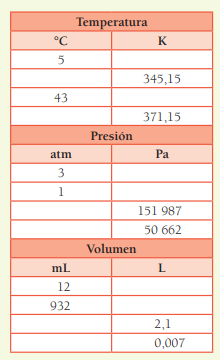 Temperatura
°C K
5
345,15
43
371,15
Presión
atm Pa
3
1
151 987
50 662
Volumen
mL L
12
932
2,1
0,007